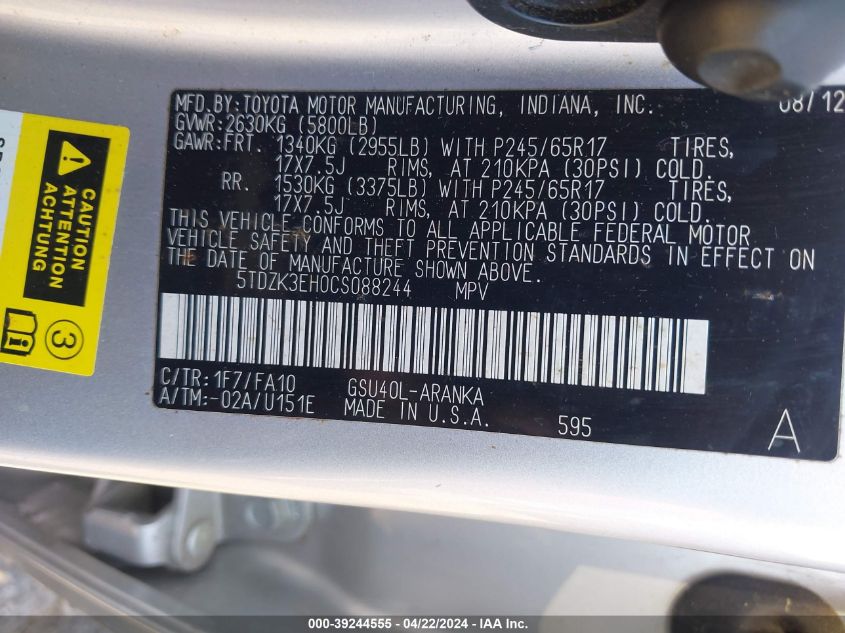 MFD.BY:TOYOTA MOTOR MANUFACTURING, INDIANA, INC. 08/12
GVWR:2630KG (5800LB)
GAWR:FRT. 1340KG (2955LB) WITH P245/65R17 TIRES,
17X7.5J RIMS, AT 210KPA (30PSI) COLD.
RR. 1530KG (3375LB) WITH P245/65R17 TIRES,
17X7.5J RIMS, AT 210KPA (30PSI) COLD.
THIS VEHICLE CONFORMS TO ALL APPLICABLE FEDERAL MOTOR
VEHICLE SAFETY AND THEFT PREVENTION STANDARDS IN EFFECT ON
THE DATE OF MANUFACTURE SHOWN ABOVE.
5TDZK3EH0CS088244 MPV
C/TR:1F7/FA10 GSU40L-ARANKA
A/TM:-02A/U151E MADE IN U.S.A. 595
A
CAUTION
ATTENTION
ACHTUNG
3
000-39244555 - 04/22/2024 - IAA Inc.